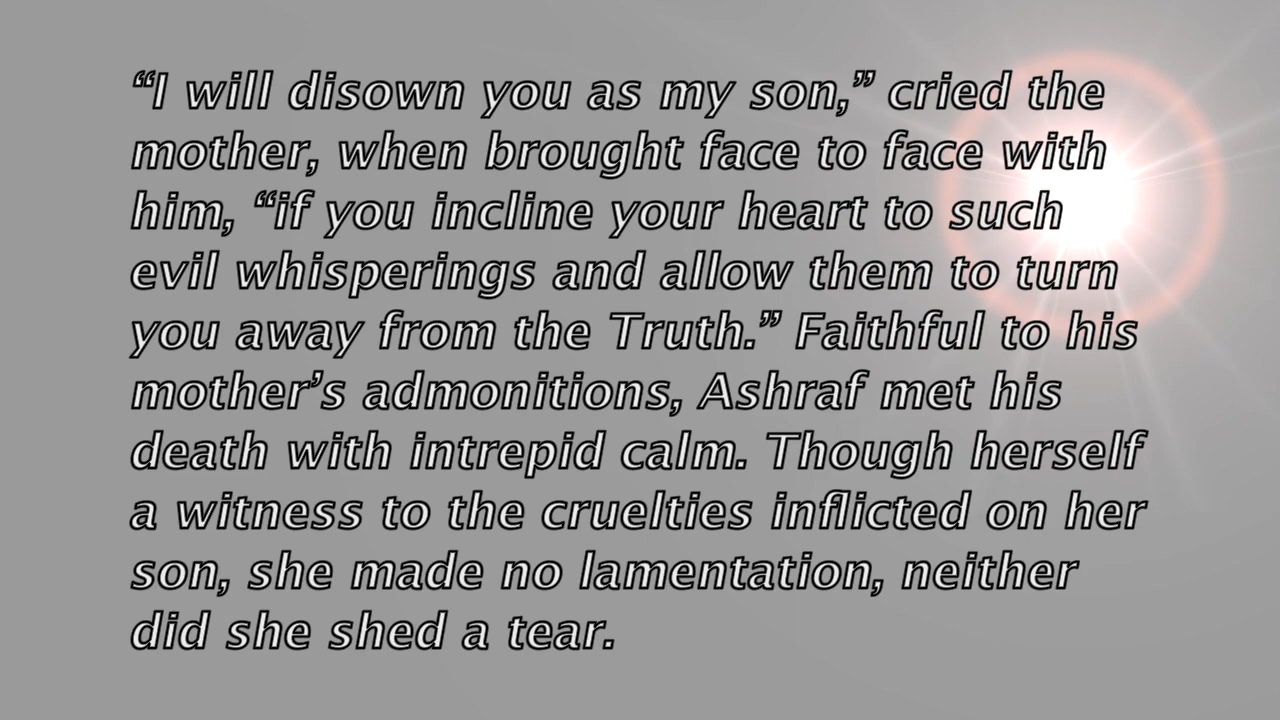 “I will disown you as my son,” cried the
mother, when brought face to face with
him, “if you incline your heart to such
evil whisperings and allow them to turn
you away from the Truth.” Faithful to his
mother’s admonitions, Ashraf met his
death with intrepid calm. Though herself
a witness to the cruelties inflicted on her
son, she made no lamentation, neither
did she shed a tear.